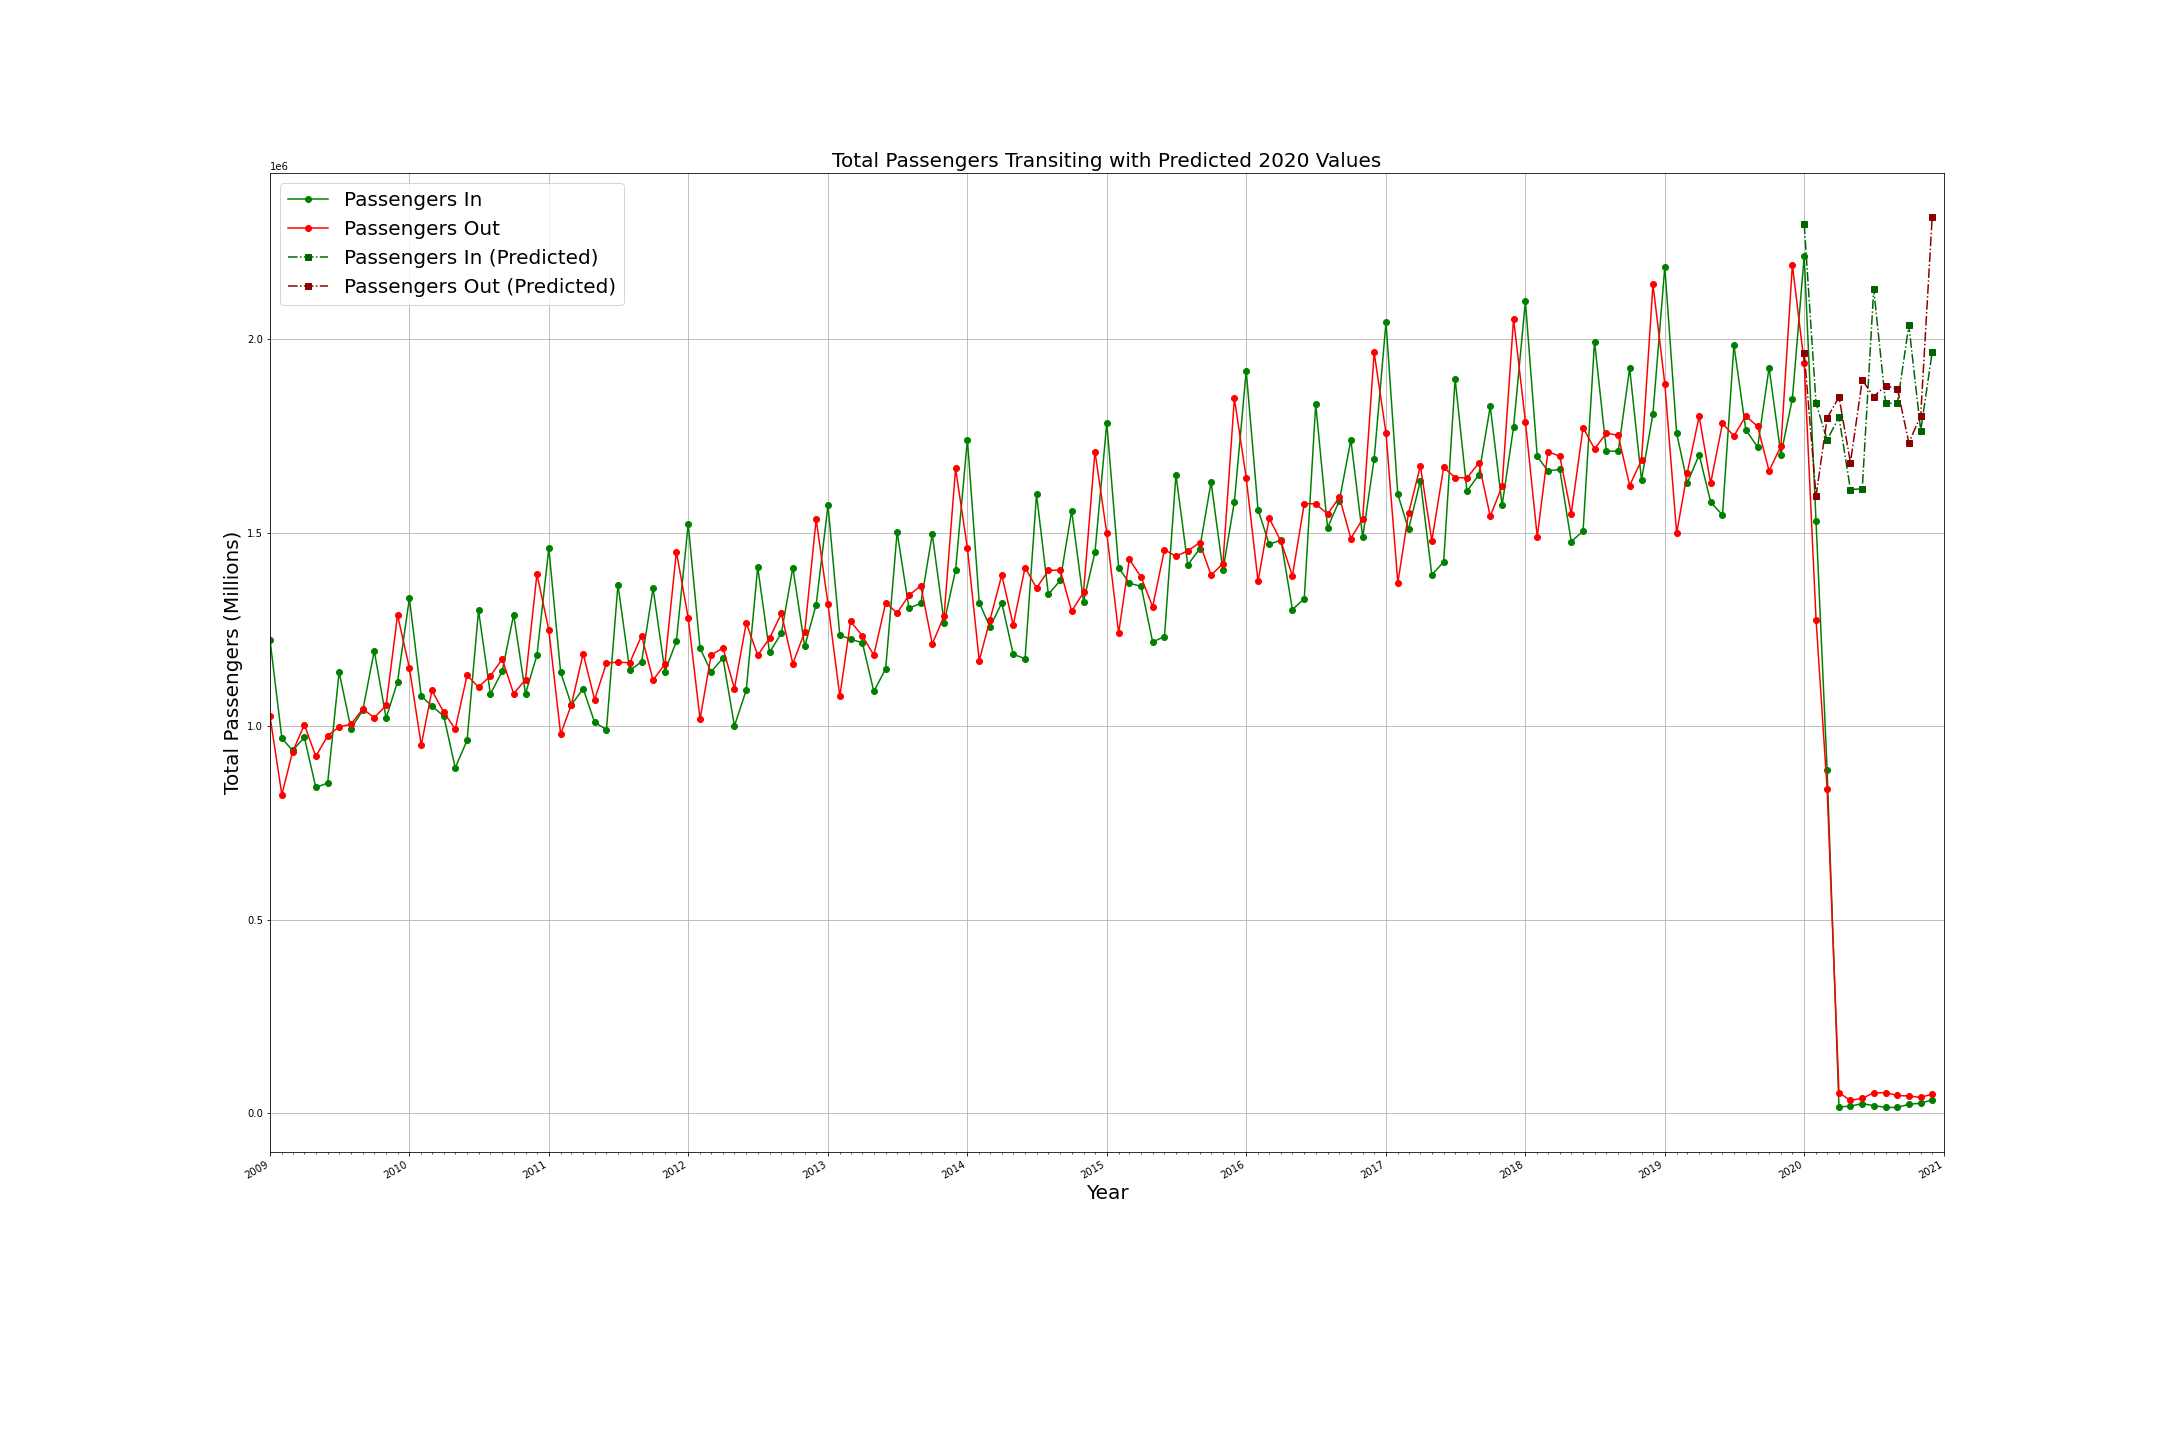 Total Passengers Transiting with Predicted 2020 Values
1e6
Passengers In
Passengers Out
Passengers In (Predicted)
Passengers Out (Predicted)
2.0
1.5
1.0
0.5
0.0
Total Passengers (Millions)
2009 2010 2011 2012 2013 2014 2015 2016 2017 2018 2019 2020 2021
Year